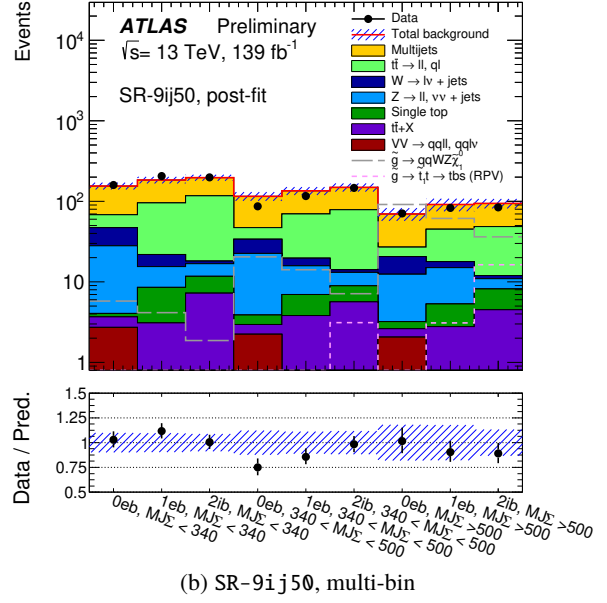 Events
ATLAS Preliminary
√s= 13 TeV, 139 fb⁻¹
SR-9ij50, post-fit
Data
Total background
Multijets
tt̄ → ll, ql
W → lν + jets
Z → ll, νν + jets
Single top
tt̄+X
VV → qqll, qqlν
g̃ → qqWZχ̃⁰₁
g̃ → t̃₁t → tbs (RPV)
10⁴
10³
10²
10
1
Data / Pred.
1.5
1.25
1
0.75
0.5
0eb, MJΣ < 340
1eb, MJΣ < 340
2ib, MJΣ < 340
0eb, 340 < MJΣ < 500
1eb, 340 < MJΣ < 500
2ib, 340 < MJΣ < 500
0eb, MJΣ >500
1eb, MJΣ >500
2ib, MJΣ >500
(b) SR-9ij50, multi-bin